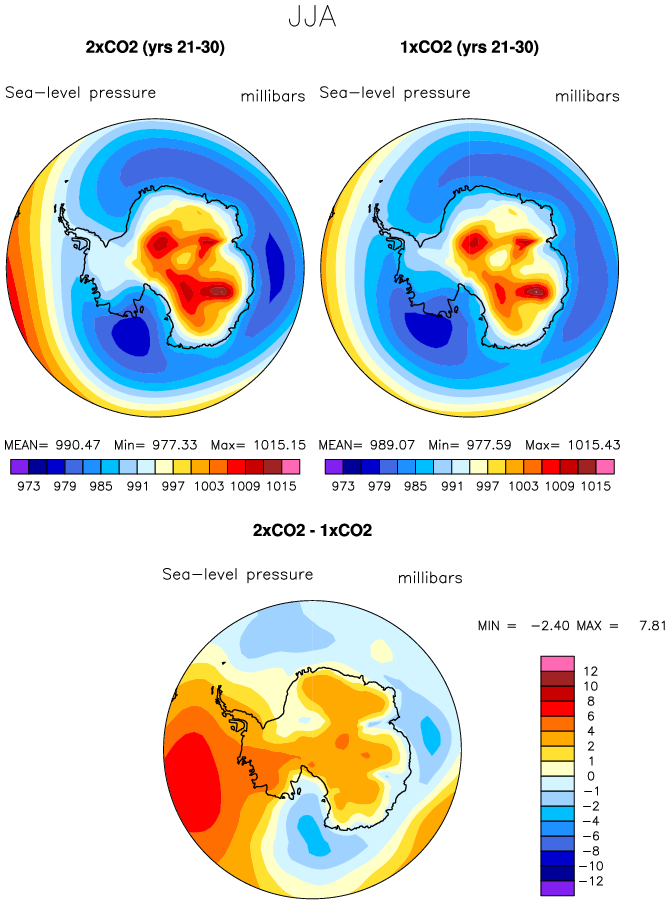 JJA
2xCO2 (yrs 21-30)
1xCO2 (yrs 21-30)
Sea-level pressure
millibars
Sea-level pressure
millibars
MEAN= 990.47 Min= 977.33 Max= 1015.15
MEAN= 989.07 Min= 977.59 Max= 1015.43
973 979 985 991 997 1003 1009 1015
973 979 985 991 997 1003 1009 1015
2xCO2 - 1xCO2
Sea-level pressure
millibars
MIN = -2.40 MAX = 7.81
12
10
8
6
4
2
1
0
-1
-2
-4
-6
-8
-10
-12